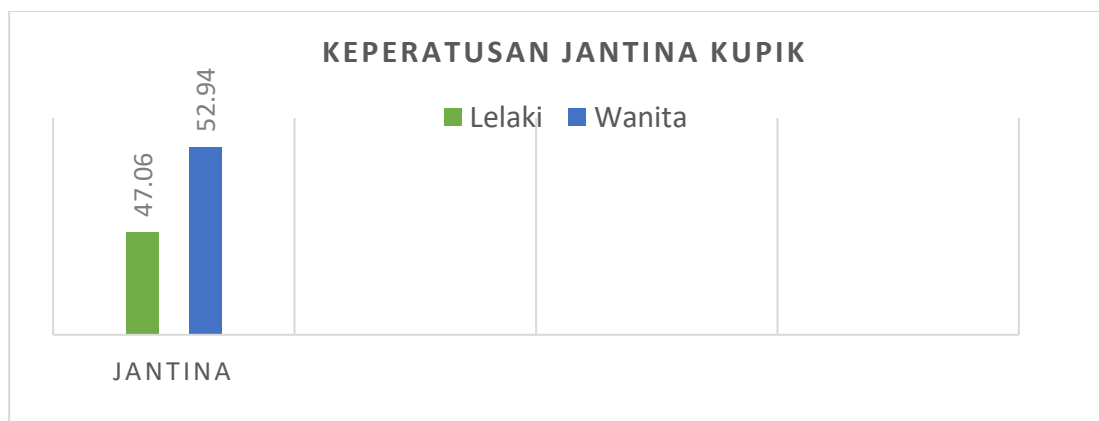 KEPERATUSAN JANTINA KUPIK
Lelaki Wanita
47.06
52.94
JANTINA